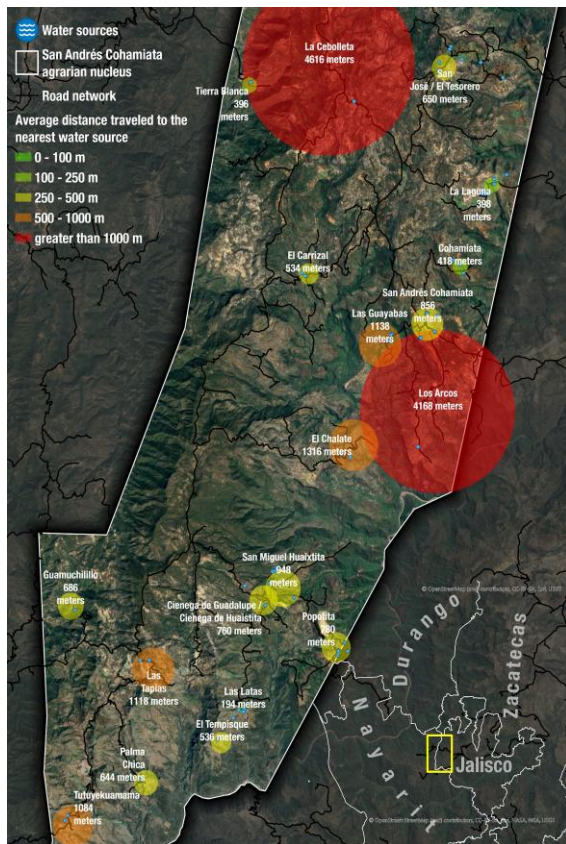 Water sources
San Andrés Cohamiata
agrarian nucleus
Road network
Average distance traveled to the
nearest water source
0 - 100 m
100 - 250 m
250 - 500 m
500 - 1000 m
greater than 1000 m
La Cebolleta
4616 meters
Tierra Blanca
396
meters
San
José / El Tesorero
650 meters
La Laguna
398
meters
El Carrizal
534 meters
Cohamiata
418 meters
San Andrés Cohamiata
856
meters
Las Guayabas
1138
meters
Los Arcos
4168 meters
El Chalate
1316 meters
San Miguel Huaixtita
948
meters
Guamuchilillo
686
meters
Cienega de Guadalupe /
Cienega de Huaistita
760 meters
Popotita
780
meters
Las
Tapias
1118 meters
Las Latas
194 meters
El Tempisque
536 meters
Palma
Chica
644 meters
Tutuyekuamama
1084
meters
Durango
Zacatecas
Nayarit
Jalisco